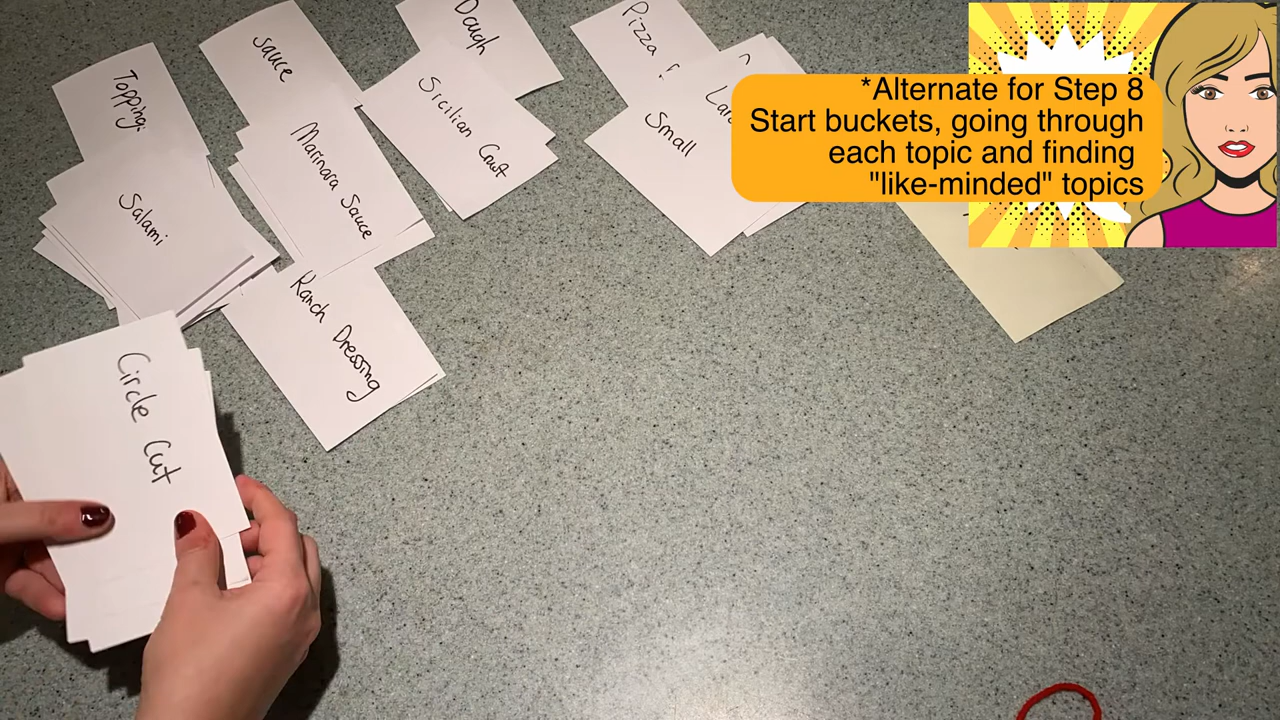 Topping
Salami
sauce
Marinara Sauce
Ranch Dressing
Dough
Sicilian Crust
Pizza
Small
Circle Cut
*Alternate for Step 8
Start buckets, going through
each topic and finding
"like-minded" topics